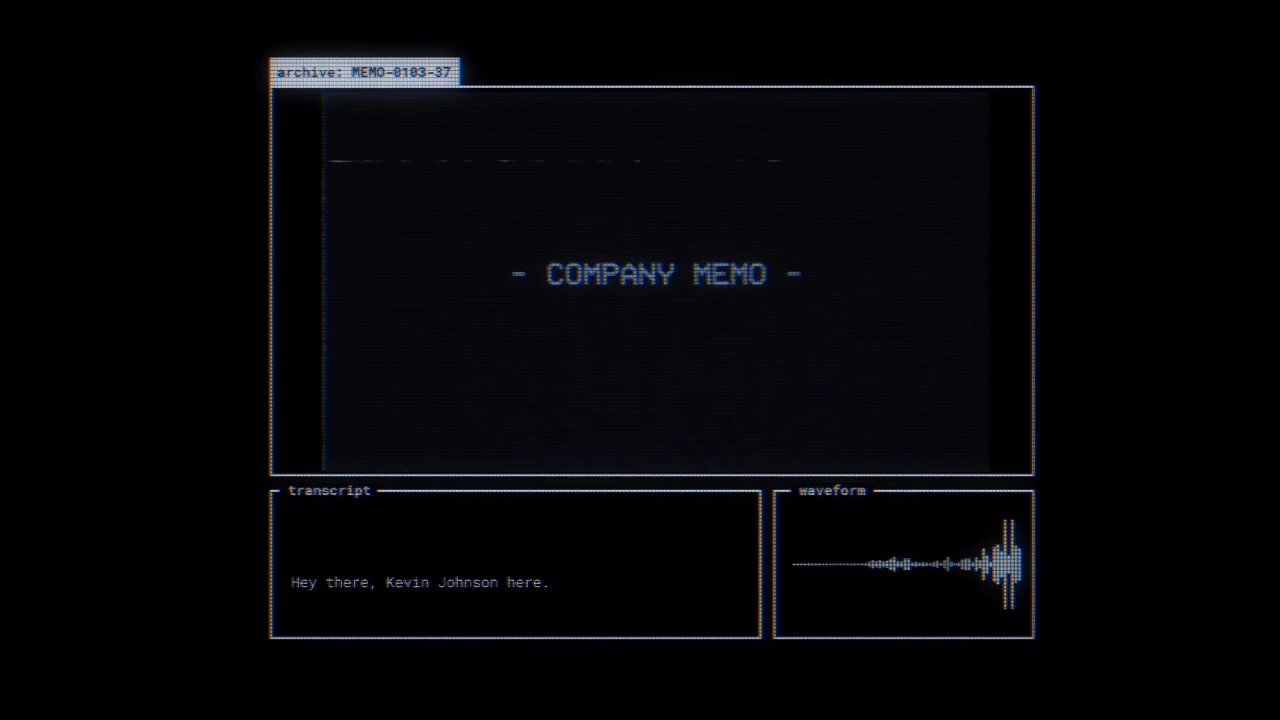 archive: MEMO-0103-37
- COMPANY MEMO -
transcript
waveform
Hey there, Kevin Johnson here.